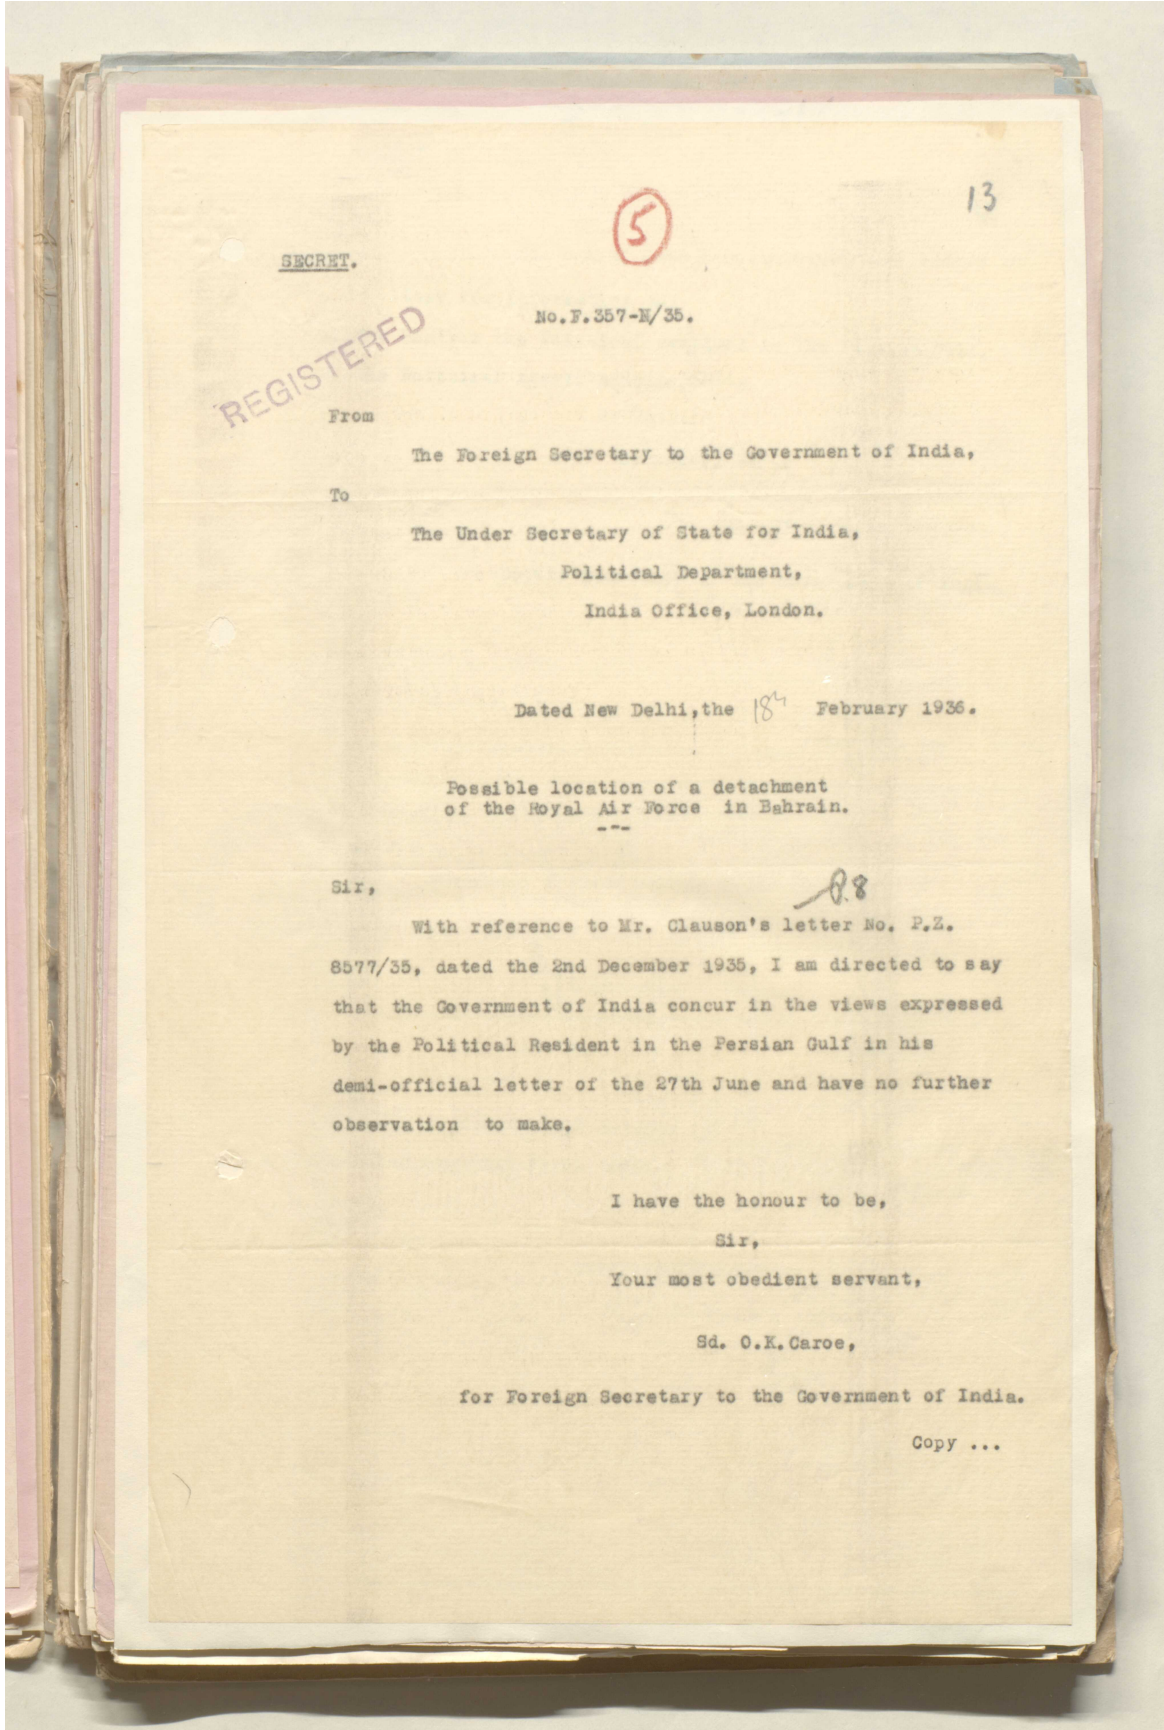 13
5
SECRET.
No.F.357-N/35.
REGISTERED
From
The Foreign Secretary to the Government of India,
To
The Under Secretary of State for India,
Political Department,
India Office, London.
Dated New Delhi, the 18th February 1936.
Possible location of a detachment
of the Royal Air Force in Bahrain.
---
Sir,
P.8
With reference to Mr. Clauson's letter No. P.Z.
8577/35, dated the 2nd December 1935, I am directed to say
that the Government of India concur in the views expressed
by the Political Resident in the Persian Gulf in his
demi-official letter of the 27th June and have no further
observation to make.
I have the honour to be,
Sir,
Your most obedient servant,
Sd. O.K.Caroe,
for Foreign Secretary to the Government of India.
Copy ...